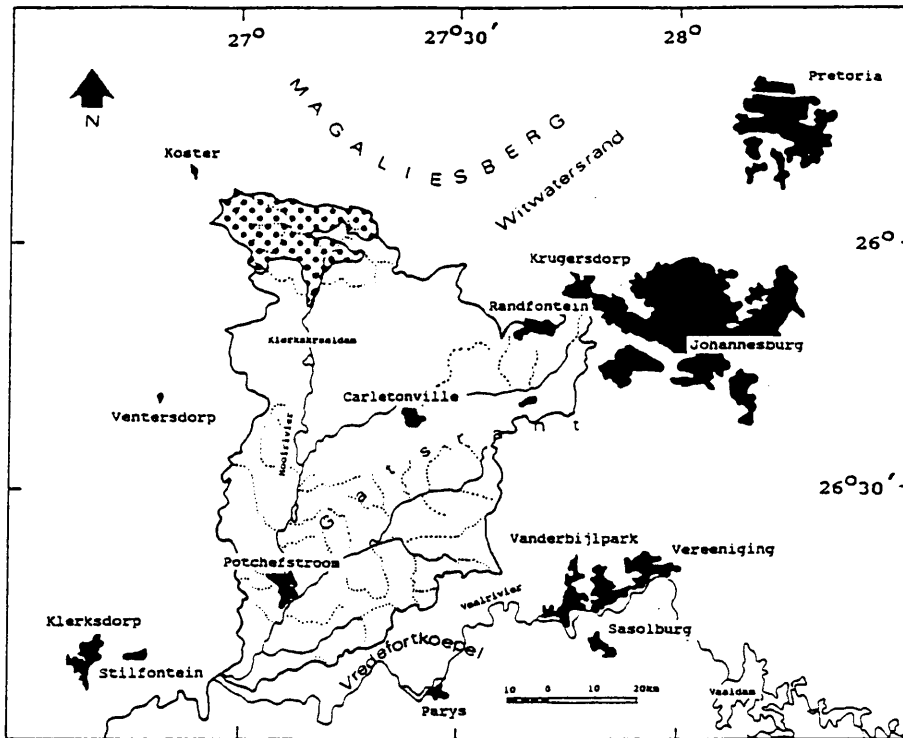 27° 27°30′ 28°
Pretoria
N
MAGALIESBERG
Koster
Witwatersrand
26°
Krugersdorp
Randfontein
Klerkskraaldam
Johannesburg
Carletonville
Ventersdorp
Mooirivier
Gatsrant
26°30′
Vanderbijlpark
Vereeniging
Potchefstroom
Vaalrivier
Klerksdorp
Sasolburg
Stilfontein
Vredefortkoepel
10 0 10 20km
Vaaldam
Parys